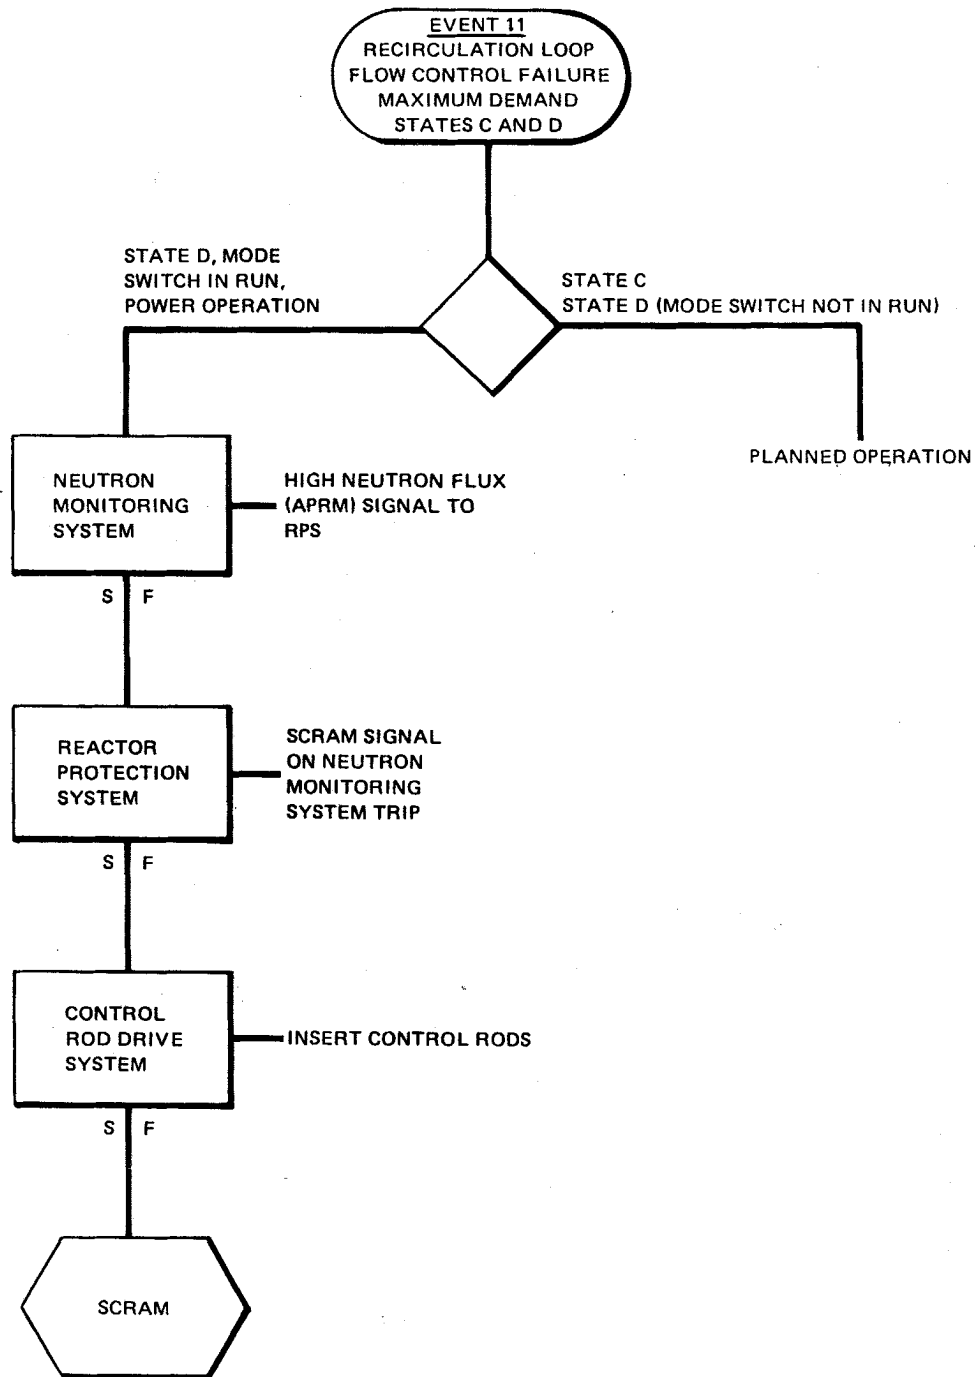 EVENT 11
RECIRCULATION LOOP
FLOW CONTROL FAILURE
MAXIMUM DEMAND
STATES C AND D
STATE D, MODE
SWITCH IN RUN,
POWER OPERATION
STATE C
STATE D (MODE SWITCH NOT IN RUN)
PLANNED OPERATION
NEUTRON
MONITORING
SYSTEM
HIGH NEUTRON FLUX
(APRM) SIGNAL TO
RPS
S F
REACTOR
PROTECTION
SYSTEM
SCRAM SIGNAL
ON NEUTRON
MONITORING
SYSTEM TRIP
S F
CONTROL
ROD DRIVE
SYSTEM
INSERT CONTROL RODS
S F
SCRAM